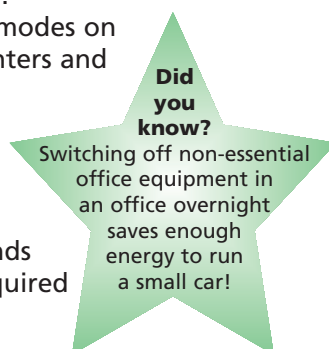 modes on
nters and
Did
you
know?
Switching off non-essential
office equipment in
an office overnight
saves enough
energy to run
a small car!
nds
quired